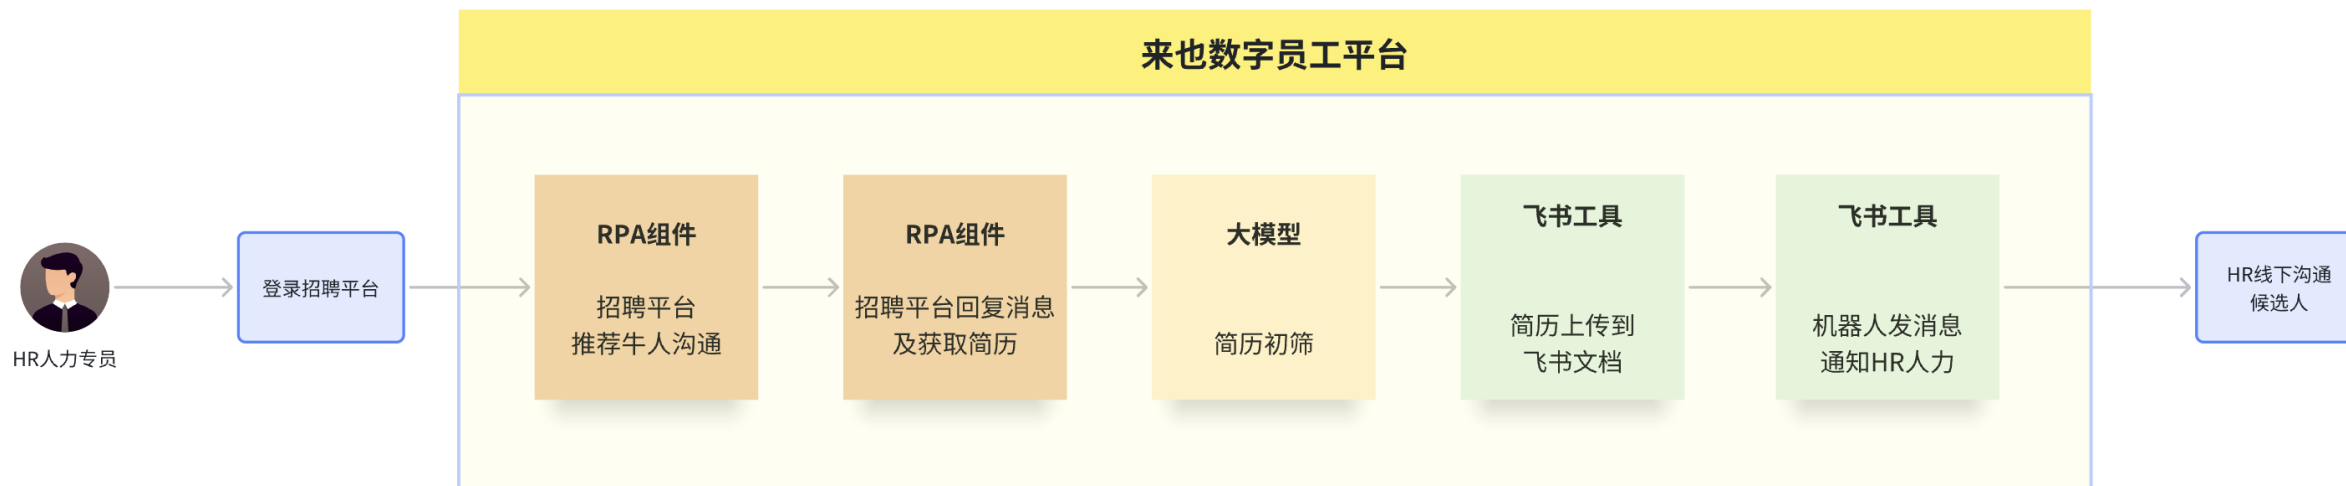 来也数字员工平台
HR人力专员
登录招聘平台
RPA组件
招聘平台
推荐牛人沟通
RPA组件
招聘平台回复消息
及获取简历
大模型
简历初筛
飞书工具
简历上传到
飞书文档
飞书工具
机器人发消息
通知HR人力
HR线下沟通
候选人